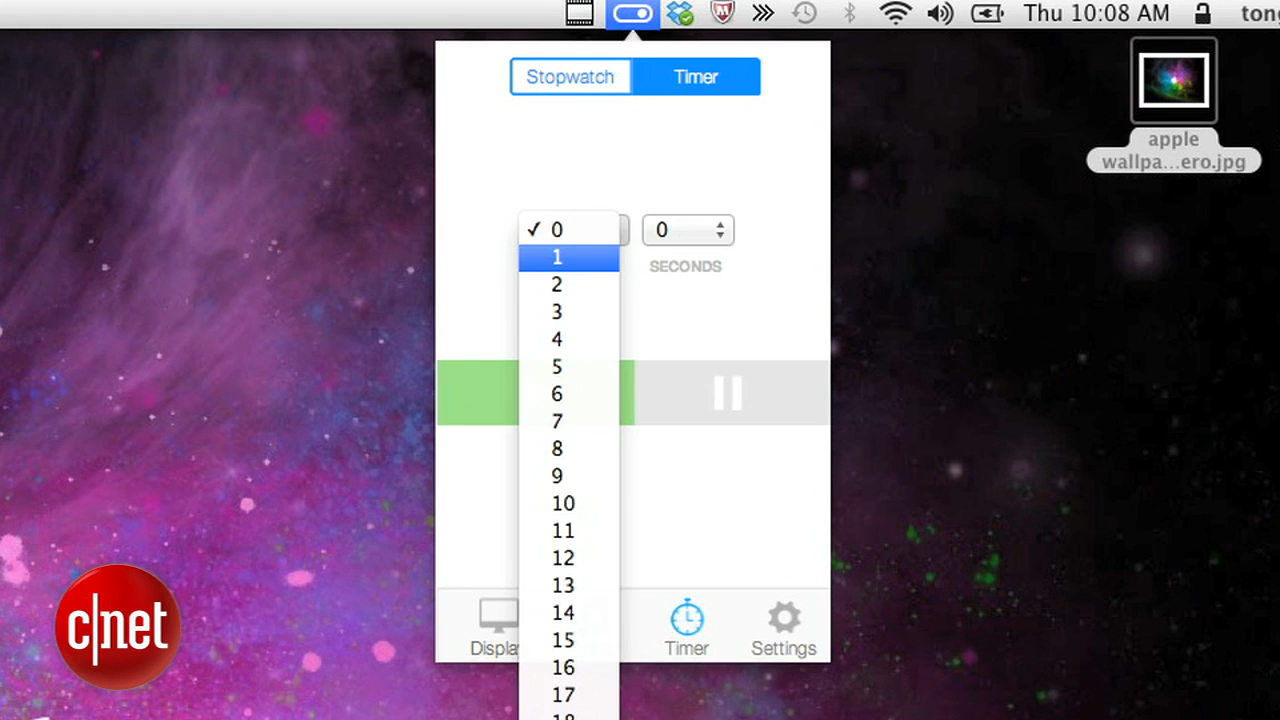 Thu 10:08 AM
Stopwatch Timer
apple
wallpa...ero.jpg
✓ 0 0
1
SECONDS
2
3
4
5
6
7
8
9
10
11
12
13
14
15
16
17
Timer
Settings
c|net